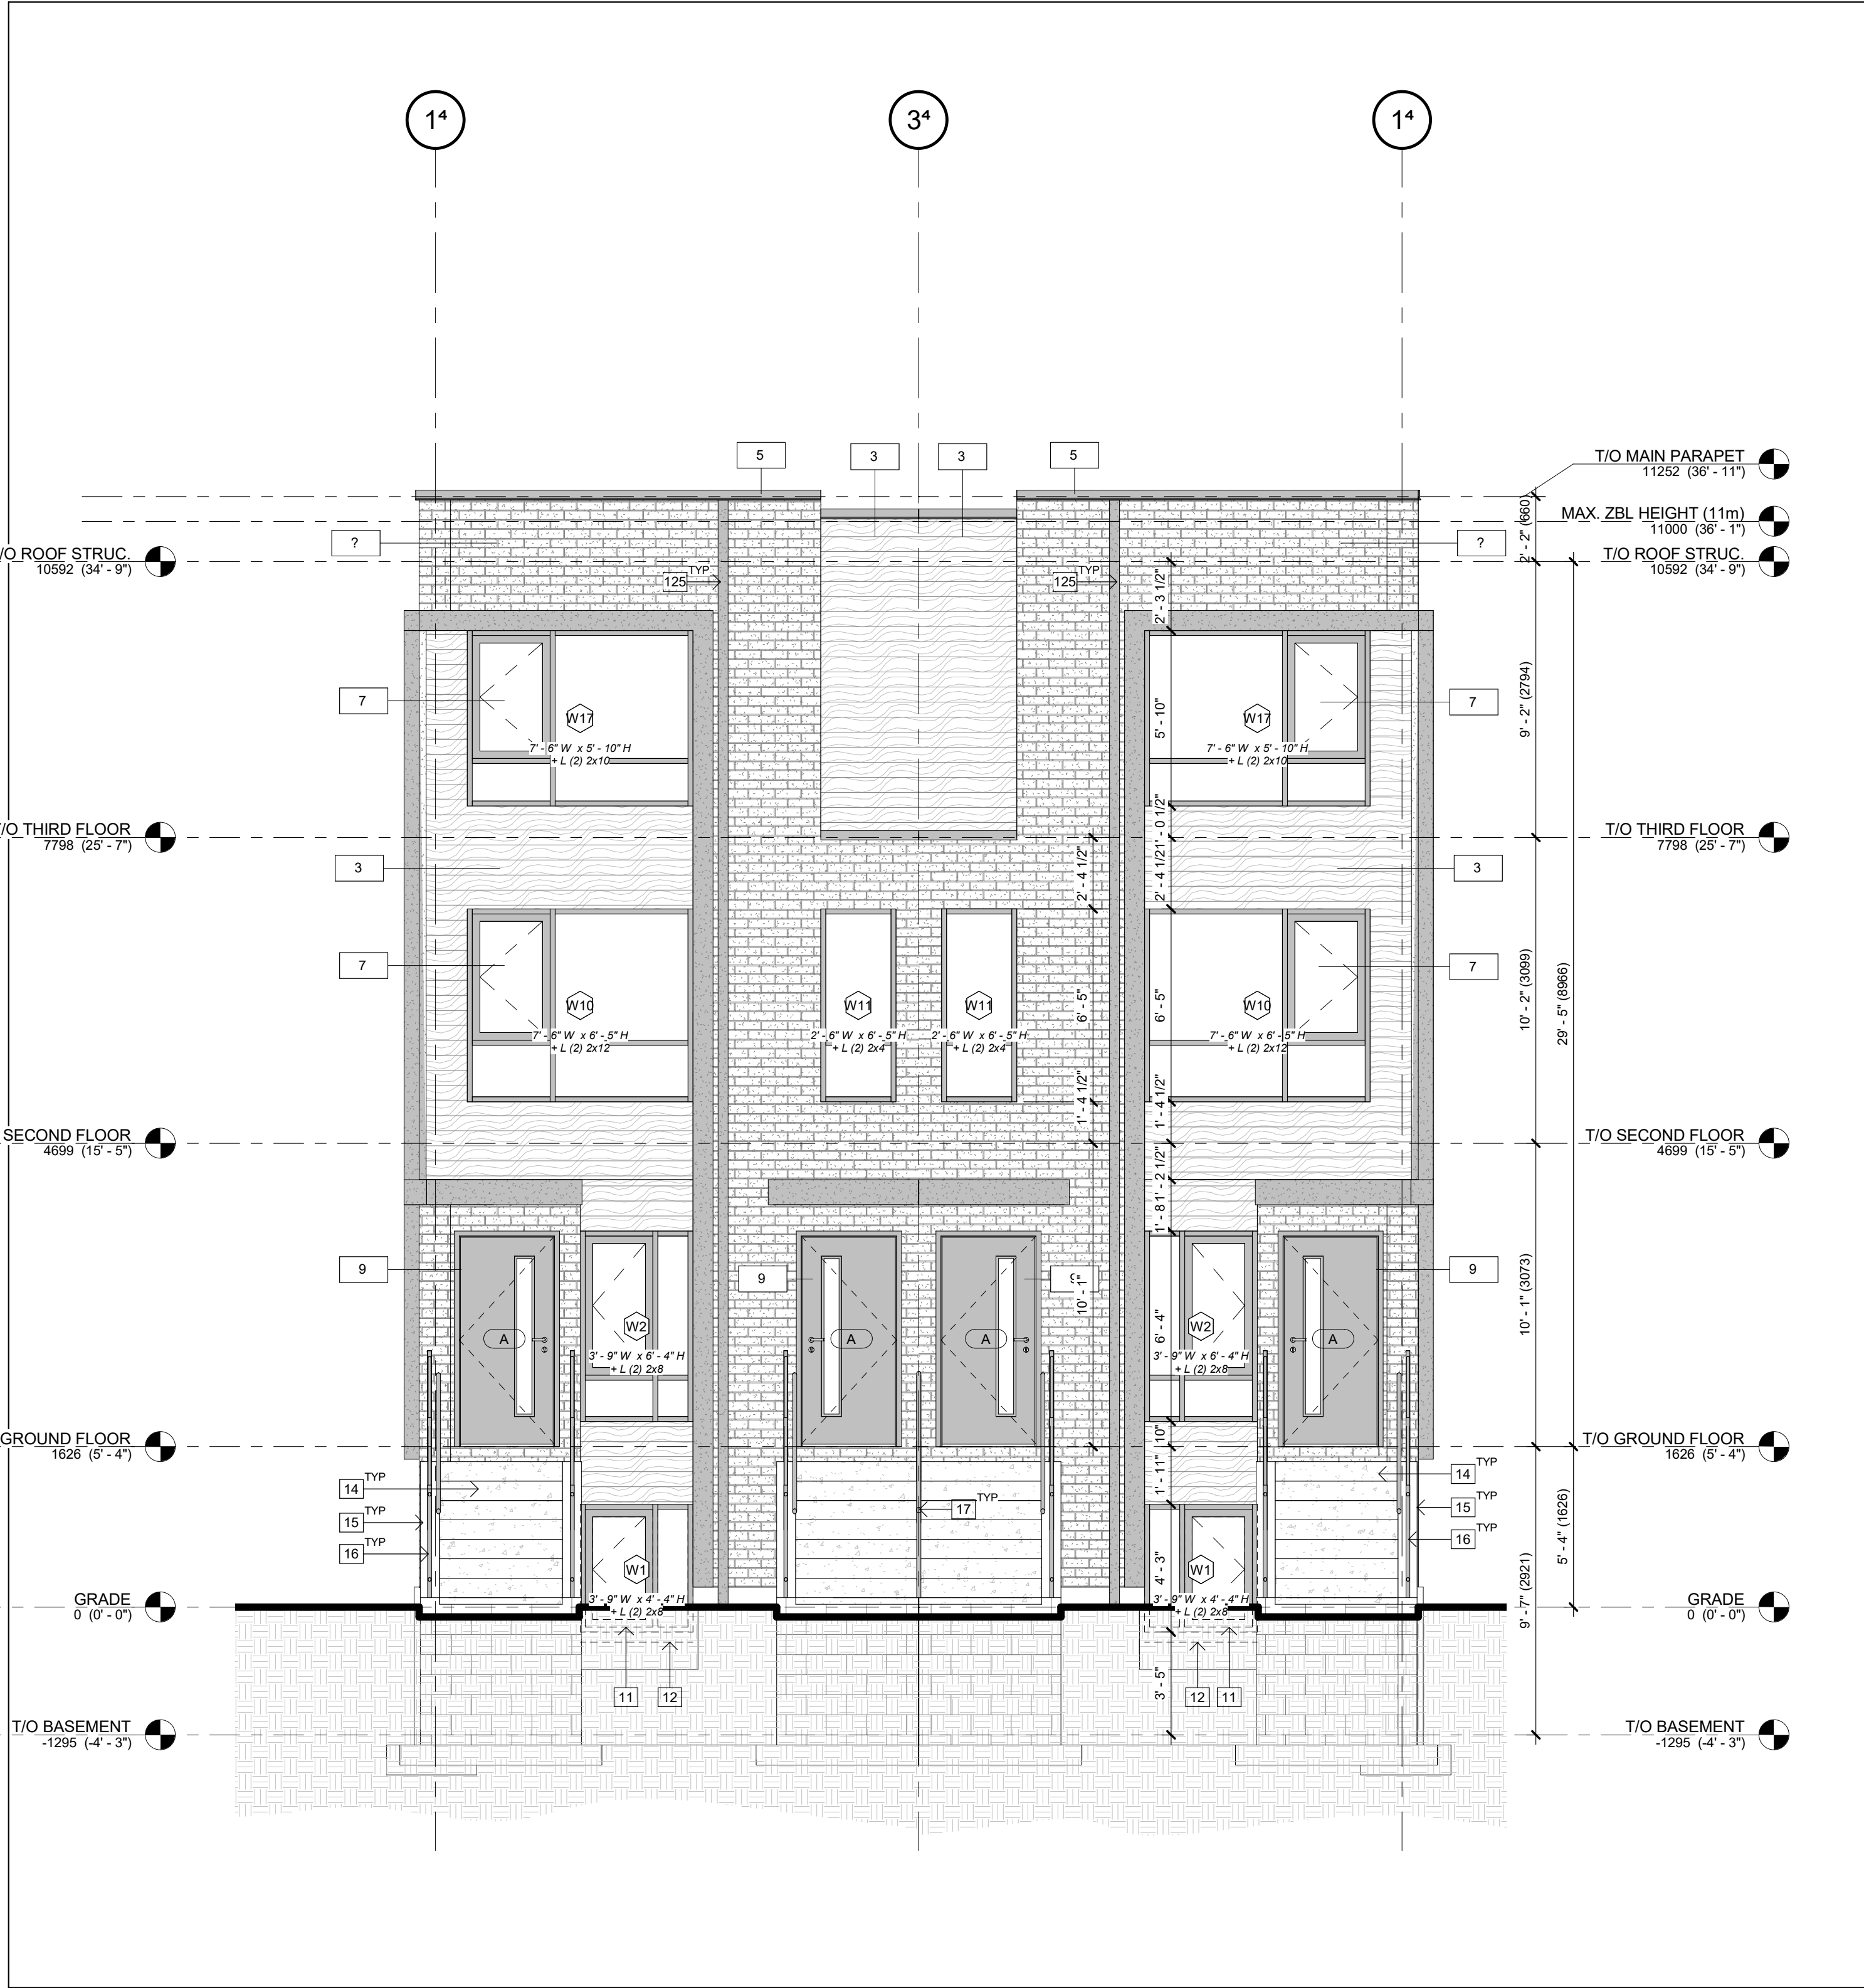 1⁴
3⁴
1⁴
5
3
3
5
T/O MAIN PARAPET
11252 (36' - 11")
MAX. ZBL HEIGHT (11m)
11000 (36' - 1")
?
?
/O ROOF STRUC.
10592 (34' - 9")
T/O ROOF STRUC.
10592 (34' - 9")
2' - 2" (660)
125
TYP
125
TYP
2' - 3 1/2"
7
W17
7' - 6" W x 5' - 10" H
+ L (2) 2x10
5' - 10"
W17
7' - 6" W x 5' - 10" H
+ L (2) 2x10
7
9' - 2" (2794)
/O THIRD FLOOR
7798 (25' - 7")
T/O THIRD FLOOR
7798 (25' - 7")
1' - 0 1/2"
2' - 4 1/2"
2' - 4 1/2"
3
3
7
W10
7' - 6" W x 6' - 5" H
+ L (2) 2x12
W11
2' - 6" W x 6' - 5" H
+ L (2) 2x4
W11
2' - 6" W x 6' - 5" H
+ L (2) 2x4
6' - 5"
6' - 5"
W10
7' - 6" W x 6' - 5" H
+ L (2) 2x12
7
10' - 2" (3099)
29' - 5" (8966)
1' - 4 1/2"
1' - 4 1/2"
SECOND FLOOR
4699 (15' - 5")
T/O SECOND FLOOR
4699 (15' - 5")
1' - 2 1/2"
1' - 8
9
9
9
10' - 1"
A
W2
3' - 9" W x 6' - 4" H
+ L (2) 2x8
A
A
6' - 4"
W2
3' - 9" W x 6' - 4" H
+ L (2) 2x8
A
10' - 1" (3073)
GROUND FLOOR
1626 (5' - 4")
T/O GROUND FLOOR
1626 (5' - 4")
10"
1' - 11"
14
TYP
15
TYP
16
TYP
17
TYP
14
TYP
15
TYP
16
TYP
W1
3' - 9" W x 4' - 4" H
+ L (2) 2x8
4' - 3"
W1
3' - 9" W x 4' - 4" H
+ L (2) 2x8
5' - 4" (1626)
9' - 7" (2921)
GRADE
0 (0' - 0")
GRADE
0 (0' - 0")
11
12
3' - 5"
12
11
T/O BASEMENT
-1295 (-4' - 3")
T/O BASEMENT
-1295 (-4' - 3")